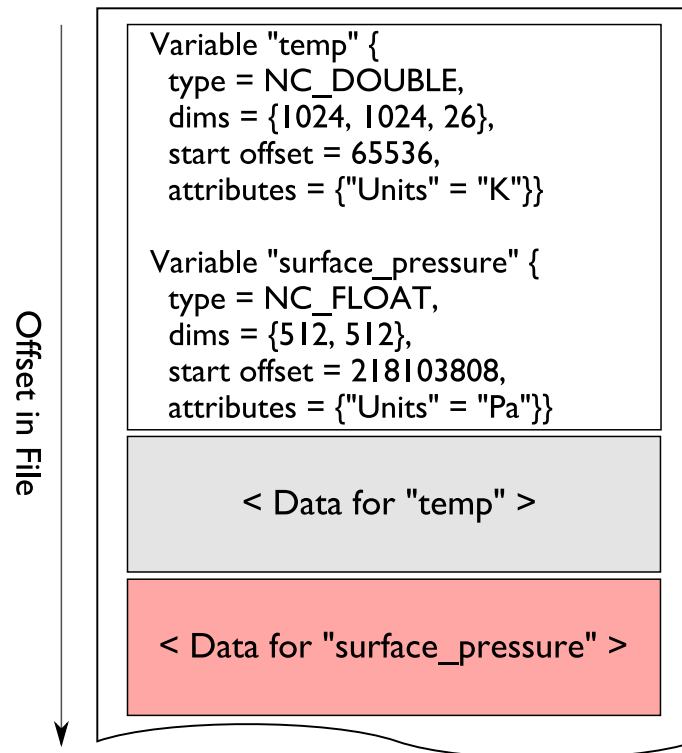 Variable "temp" {
type = NC_DOUBLE,
dims = {1024, 1024, 26},
start offset = 65536,
attributes = {"Units" = "K"}}
Variable "surface_pressure" {
type = NC_FLOAT,
dims = {512, 512},
start offset = 218103808,
attributes = {"Units" = "Pa"}}
Offset in File
< Data for "temp" >
< Data for "surface_pressure" >